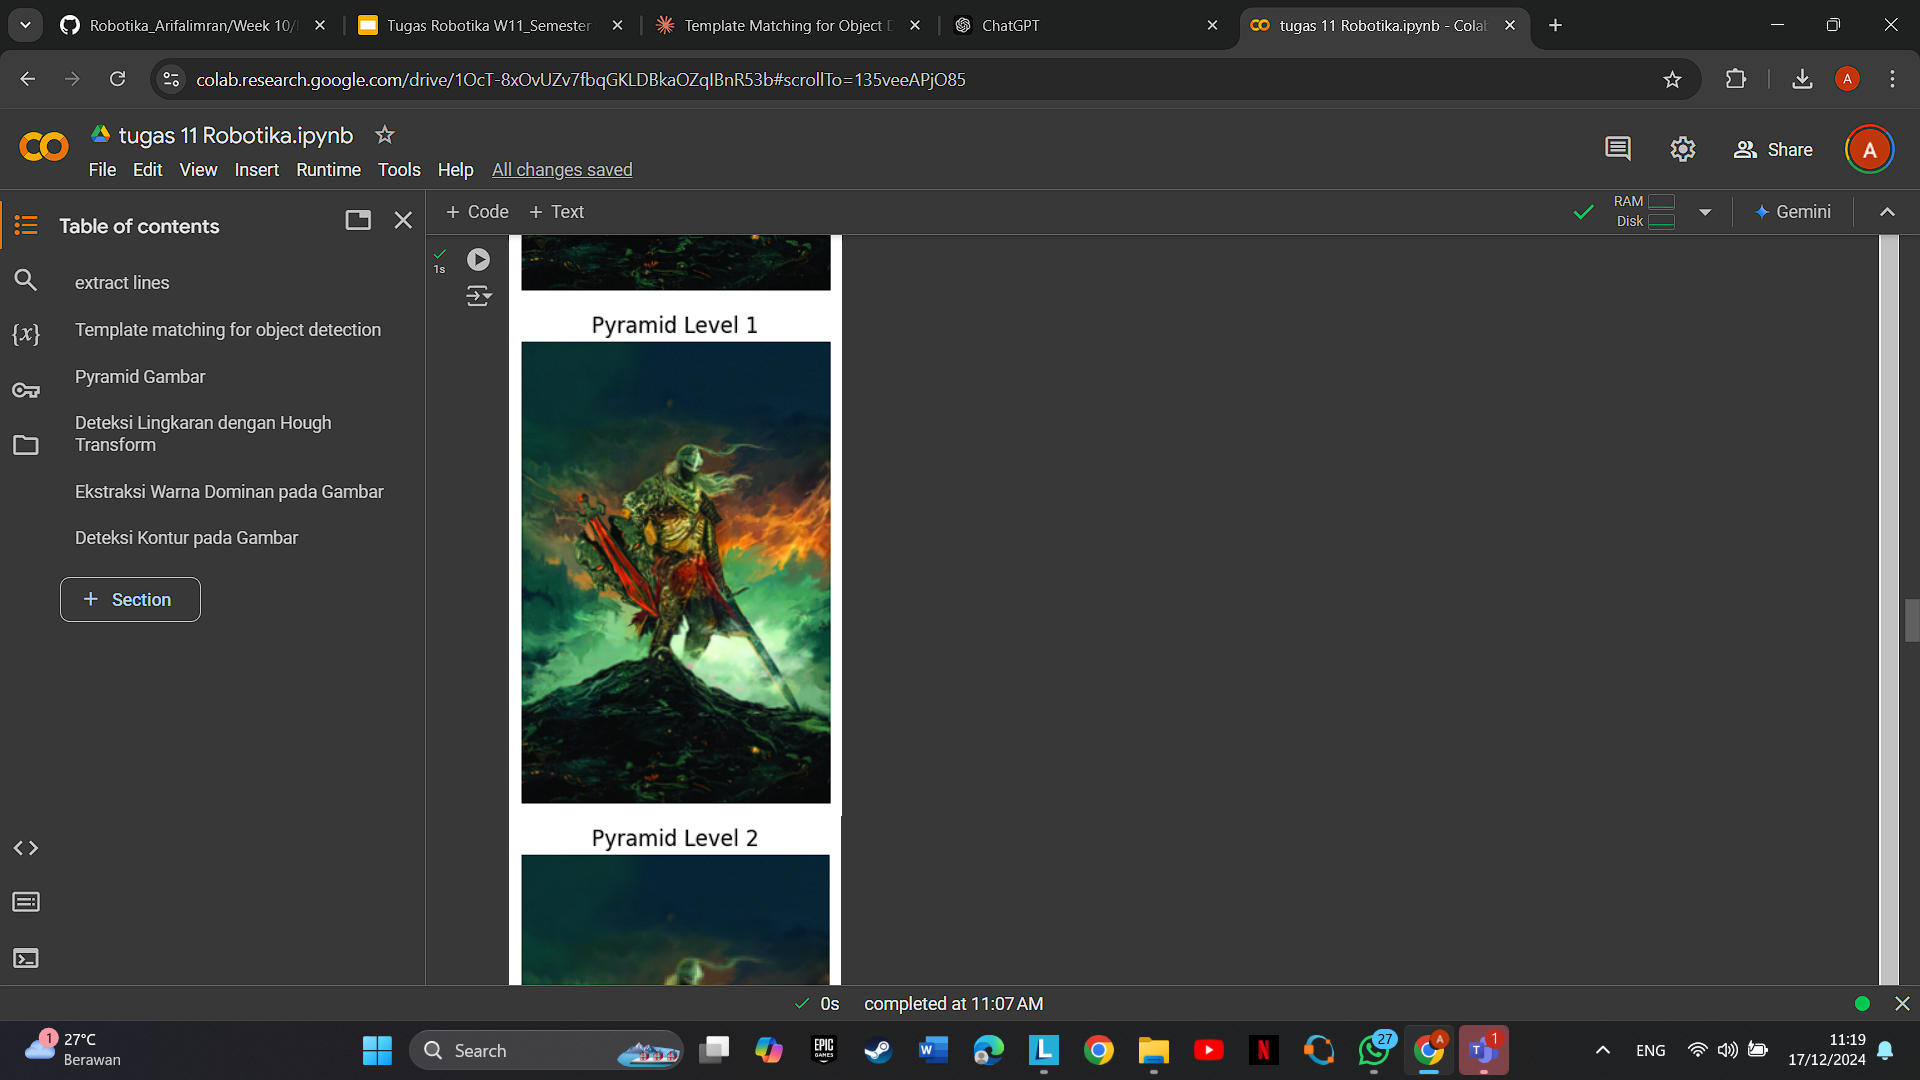 Robotika_Arifalimran/Week 10/
Tugas Robotika W11_Semester
Template Matching for Object D
ChatGPT
tugas 11 Robotika.ipynb - Colab
colab.research.google.com/drive/1OcT-8xOvUZv7fbqGKLDBkaOZqIBnR53b#scrollTo=135veeAPjO85
A
tugas 11 Robotika.ipynb
File Edit View Insert Runtime Tools Help All changes saved
Share
A
Table of contents
+ Code + Text
RAM
Disk
Gemini
1s
extract lines
{x}
Template matching for object detection
Pyramid Gambar
Deteksi Lingkaran dengan Hough
Transform
Ekstraksi Warna Dominan pada Gambar
Deteksi Kontur pada Gambar
+ Section
Pyramid Level 1
Pyramid Level 2
0s completed at 11:07 AM
1
27°C
Berawan
Search
EPIC
GAMES
W
L
N
27
A
T
1
ENG
11:19
17/12/2024